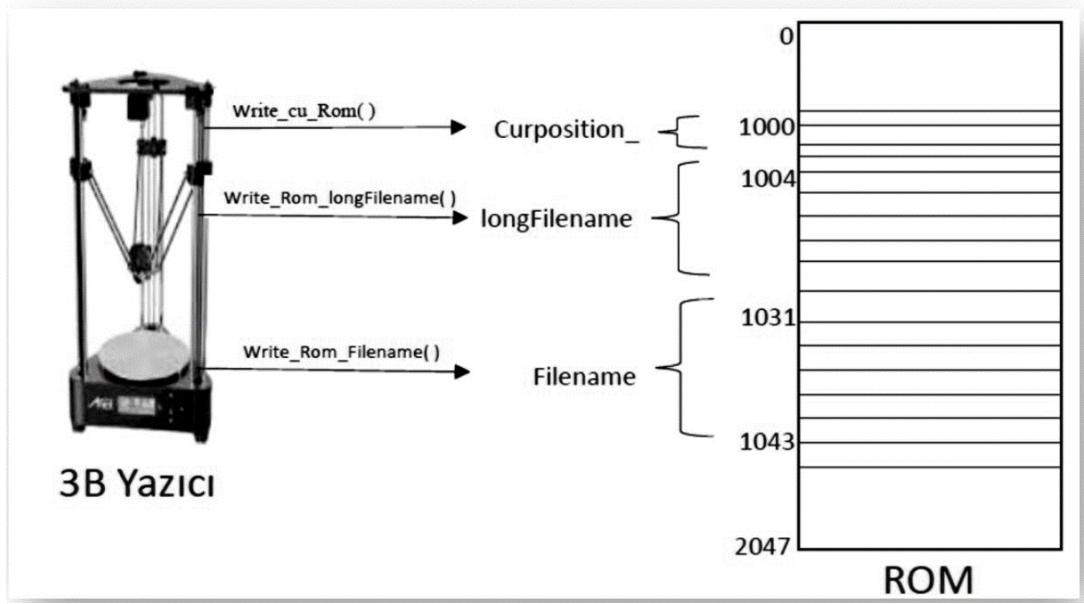 0
Write_cu_Rom( )
Curposition_
1000
1004
Write_Rom_longFilename( )
longFilename
1031
Write_Rom_Filename( )
Filename
1043
3B Yazıcı
2047
ROM